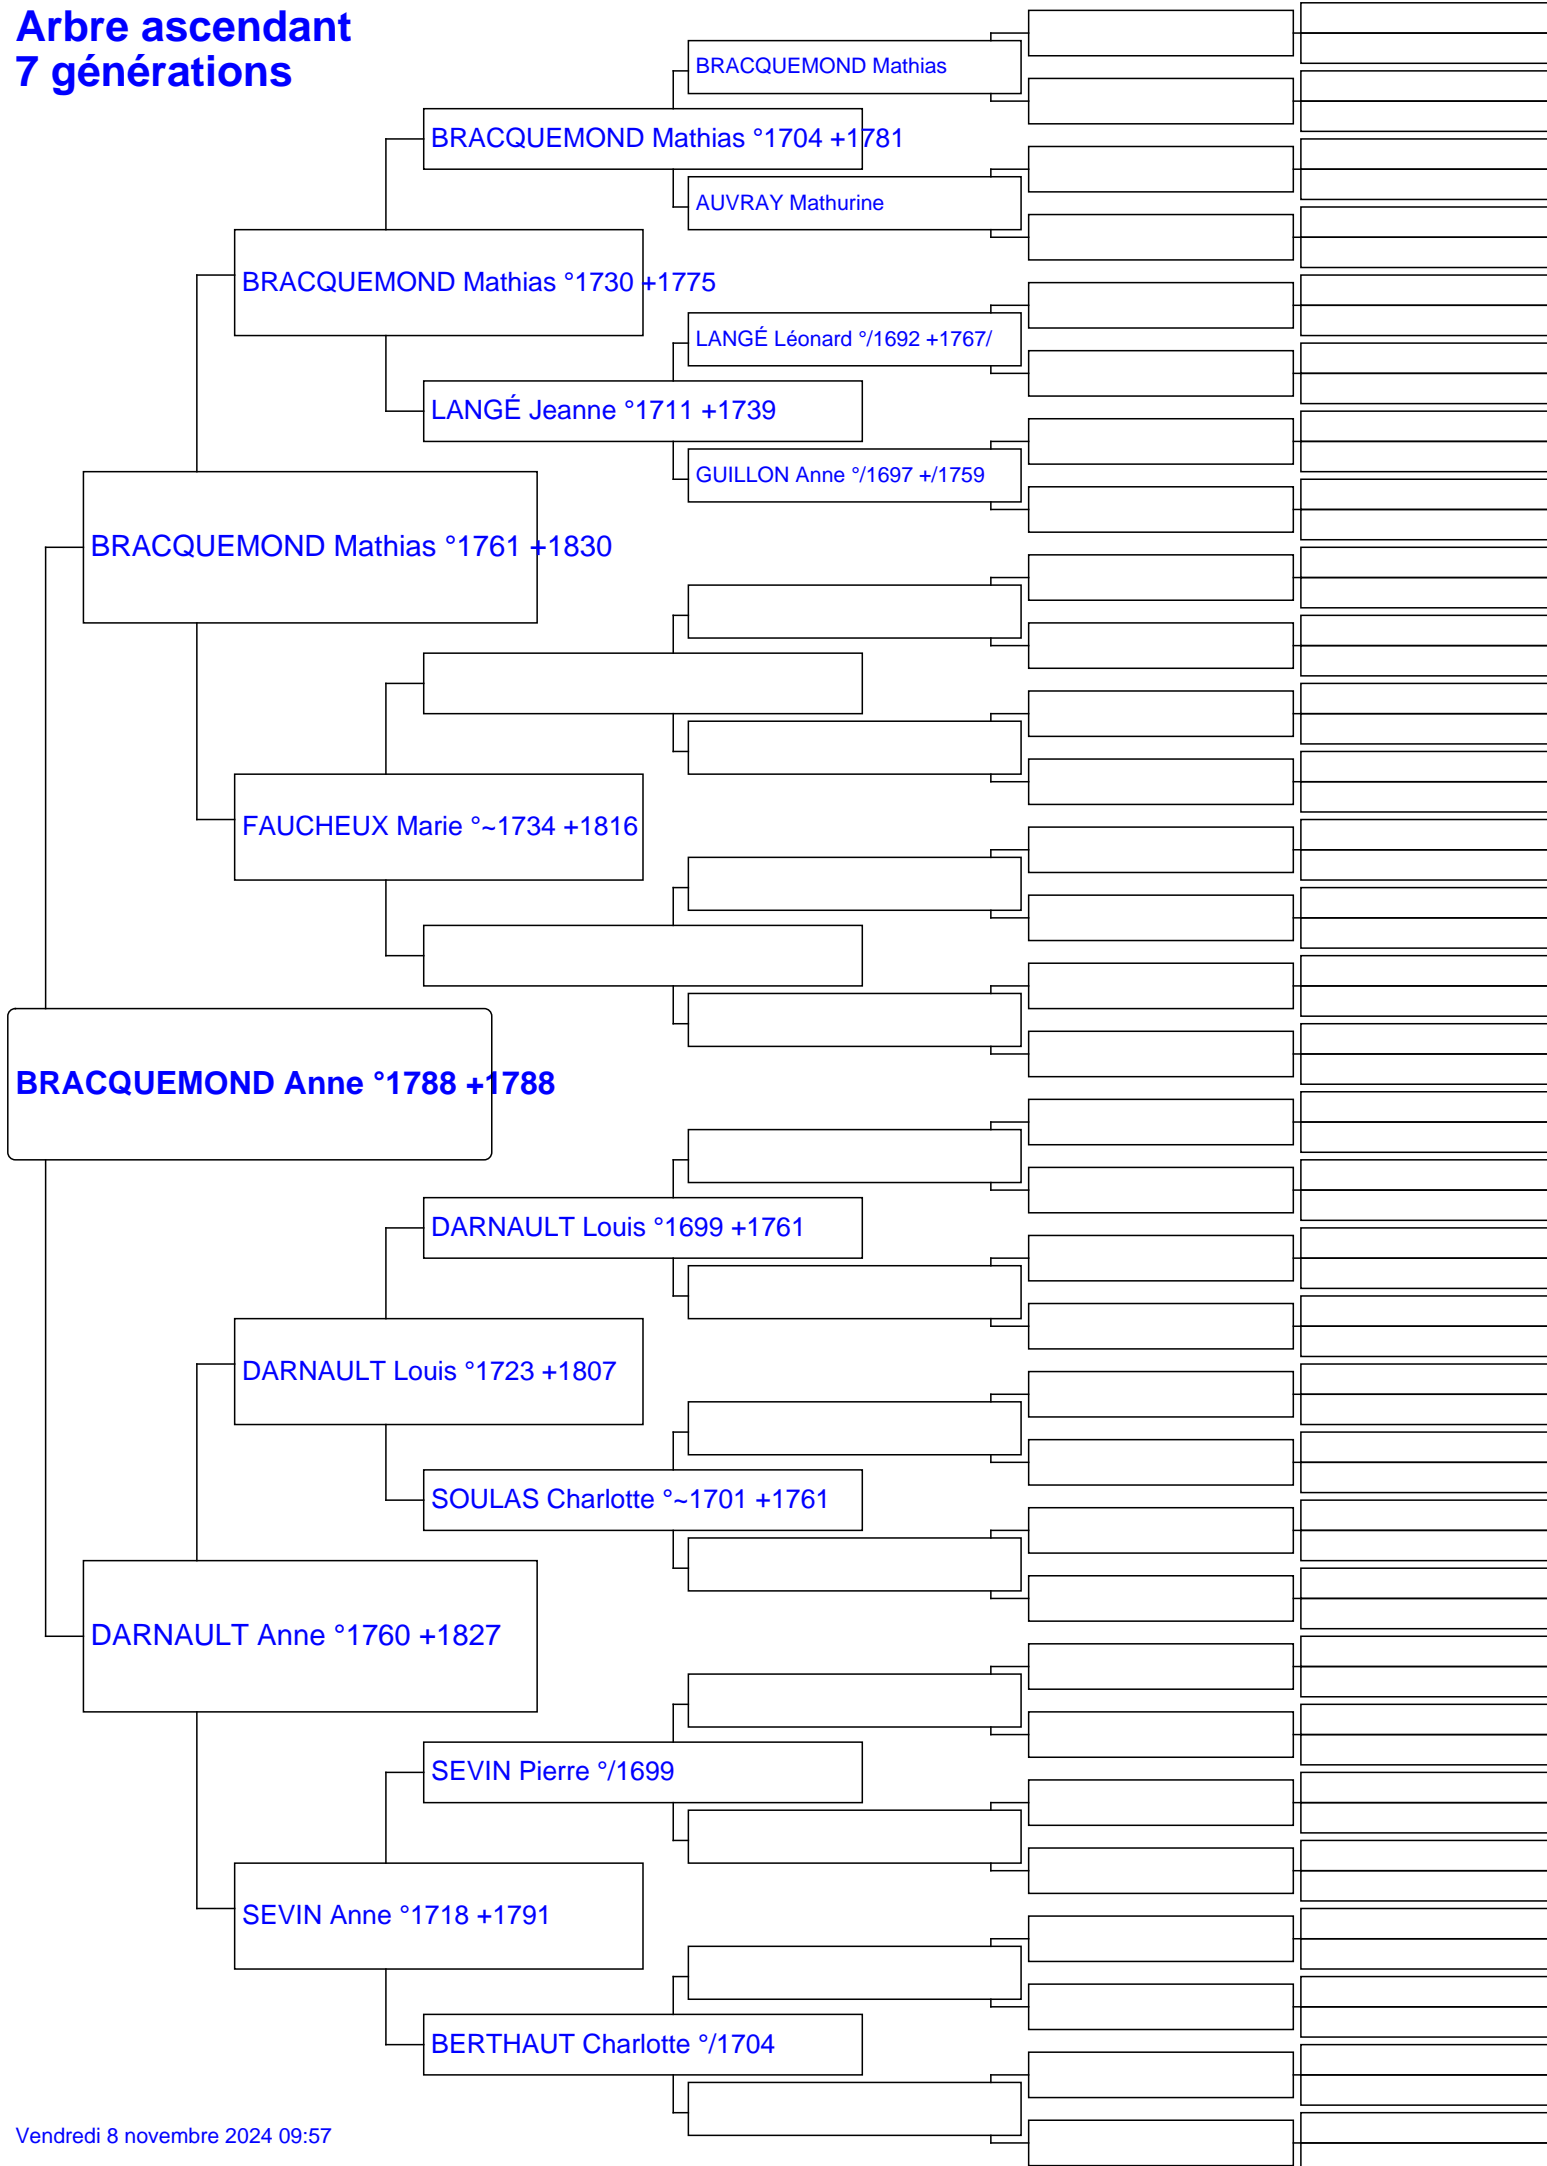 Arbre ascendant
7 générations
BRACQUEMOND Mathias
BRACQUEMOND Mathias °1704 +1781
AUVRAY Mathurine
BRACQUEMOND Mathias °1730 +1775
LANGÉ Léonard °/1692 +1767/
LANGÉ Jeanne °1711 +1739
GUILLON Anne °/1697 +/1759
BRACQUEMOND Mathias °1761 +1830
FAUCHEUX Marie °~1734 +1816
BRACQUEMOND Anne °1788 +1788
DARNAULT Louis °1699 +1761
DARNAULT Louis °1723 +1807
SOULAS Charlotte °~1701 +1761
DARNAULT Anne °1760 +1827
SEVIN Pierre °/1699
SEVIN Anne °1718 +1791
BERTHAUT Charlotte °/1704
Vendredi 8 novembre 2024 09:57